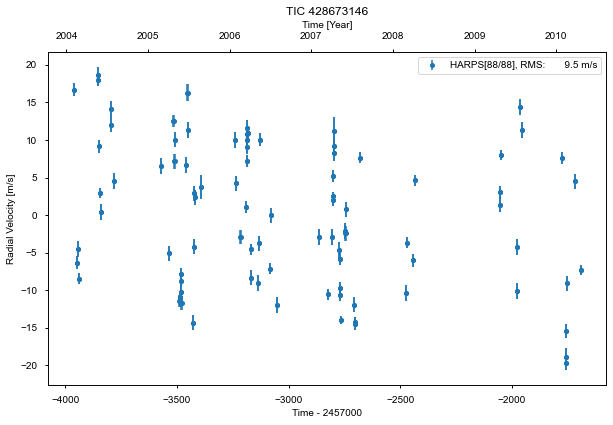 TIC 428673146
Time [Year]
2004 2005 2006 2007 2008 2009 2010
HARPS[88/88], RMS: 9.5 m/s
20
15
10
5
0
−5
−10
−15
−20
Radial Velocity [m/s]
−4000 −3500 −3000 −2500 −2000
Time - 2457000